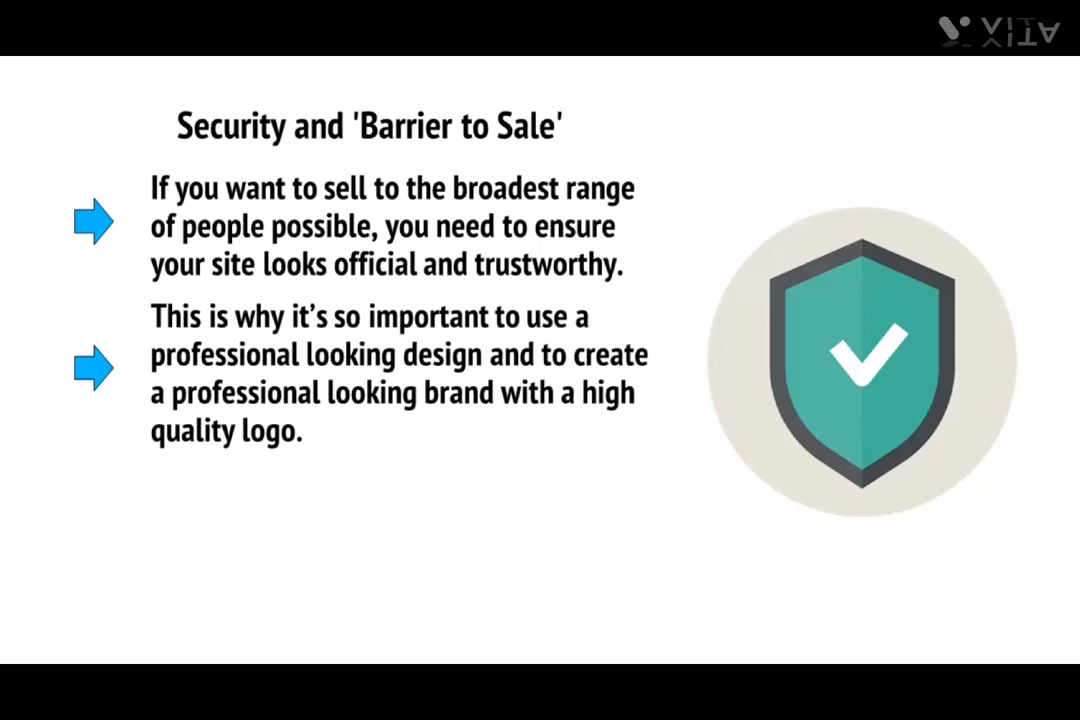 VITA
Security and 'Barrier to Sale'
If you want to sell to the broadest range
of people possible, you need to ensure
your site looks official and trustworthy.
This is why it’s so important to use a
professional looking design and to create
a professional looking brand with a high
quality logo.